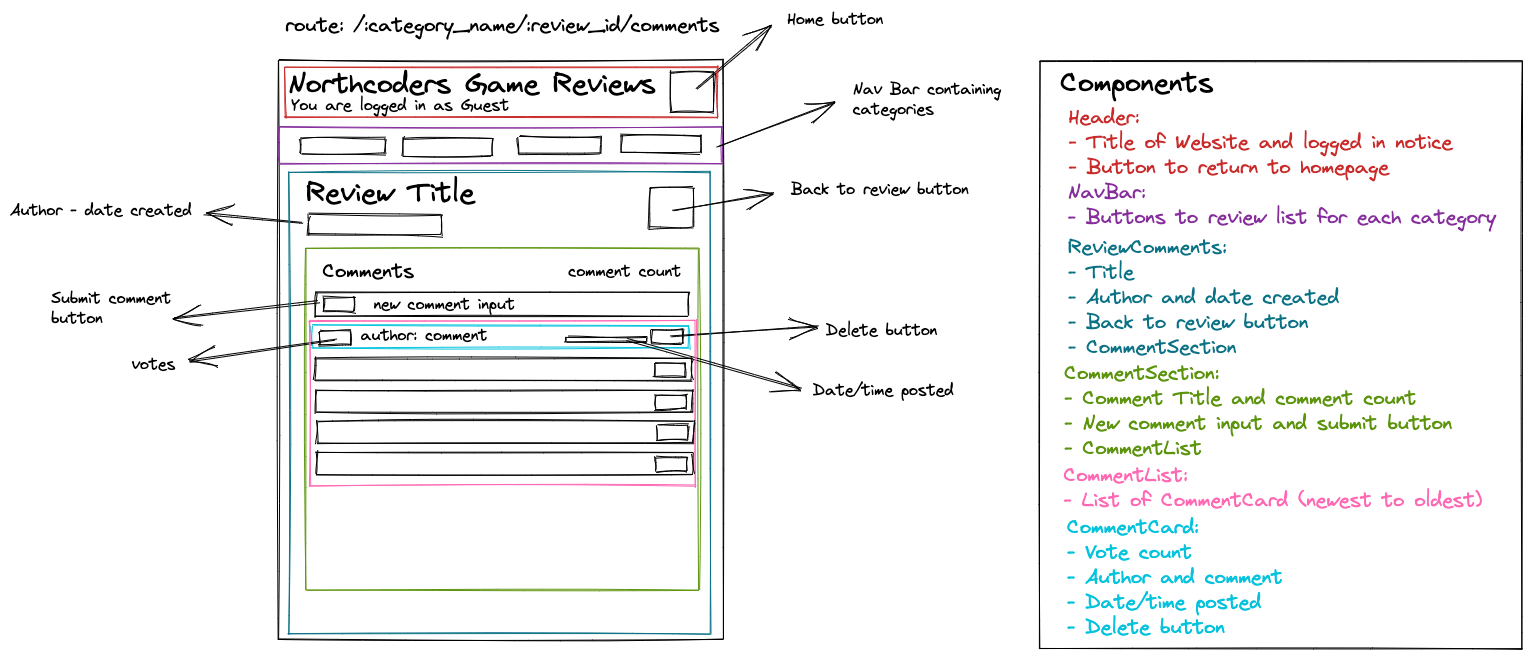 route: /:category_name/:review_id/comments
Home button
Northcoders Game Reviews
You are logged in as Guest
Nav Bar containing
categories
Review Title
Back to review button
Author - date created
Comments
comment count
Submit comment
button
new comment input
author: comment
Delete button
votes
Date/time posted
Components
Header:
- Title of Website and logged in notice
- Button to return to homepage
NavBar:
- Buttons to review list for each category
ReviewComments:
- Title
- Author and date created
- Back to review button
- CommentSection
CommentSection:
- Comment Title and comment count
- New comment input and submit button
- CommentList
CommentList:
- List of CommentCard (newest to oldest)
CommentCard:
- Vote count
- Author and comment
- Date/time posted
- Delete button